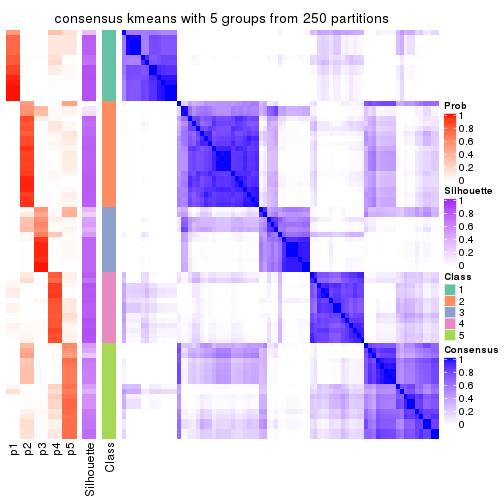 consensus kmeans with 5 groups from 250 partitions
Prob
1
0.8
0.6
0.4
0.2
0
Silhouette
1
0.8
0.6
0.4
0.2
0
Class
1
2
3
4
5
Consensus
1
0.8
0.6
0.4
0.2
0
p1
p2
p3
p4
p5
Silhouette
Class